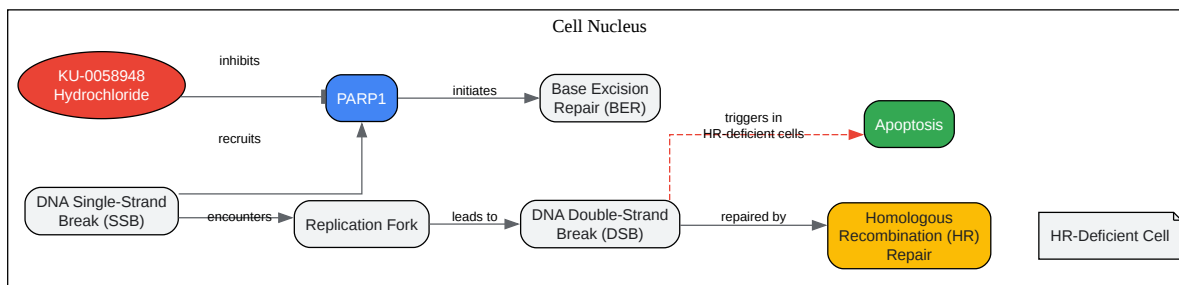 Cell Nucleus
KU-0058948
Hydrochloride
inhibits
PARP1
initiates
Base Excision
Repair (BER)
recruits
triggers in
HR-deficient cells
Apoptosis
DNA Single-Strand
Break (SSB)
encounters
Replication Fork
leads to
DNA Double-Strand
Break (DSB)
repaired by
Homologous
Recombination (HR)
Repair
HR-Deficient Cell